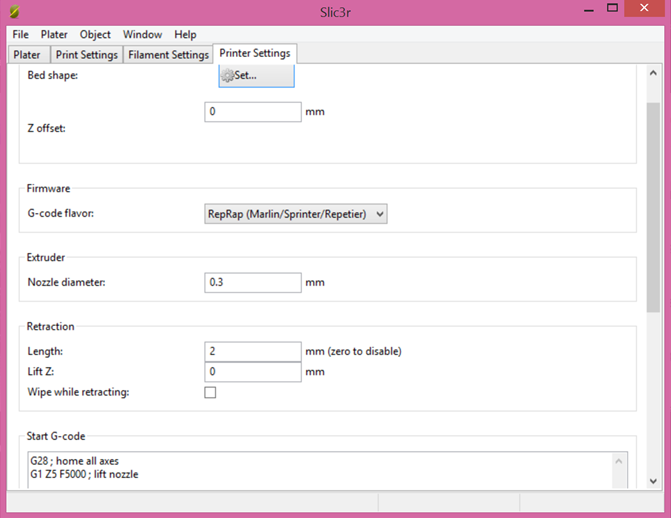 Slic3r
File Plater Object Window Help
Plater Print Settings Filament Settings Printer Settings
Bed shape: Set...
0 mm
Z offset:
Firmware
G-code flavor: RepRap (Marlin/Sprinter/Repetier)
Extruder
Nozzle diameter: 0.3 mm
Retraction
Length: 2 mm (zero to disable)
Lift Z: 0 mm
Wipe while retracting:
Start G-code
G28 ; home all axes
G1 Z5 F5000 ; lift nozzle